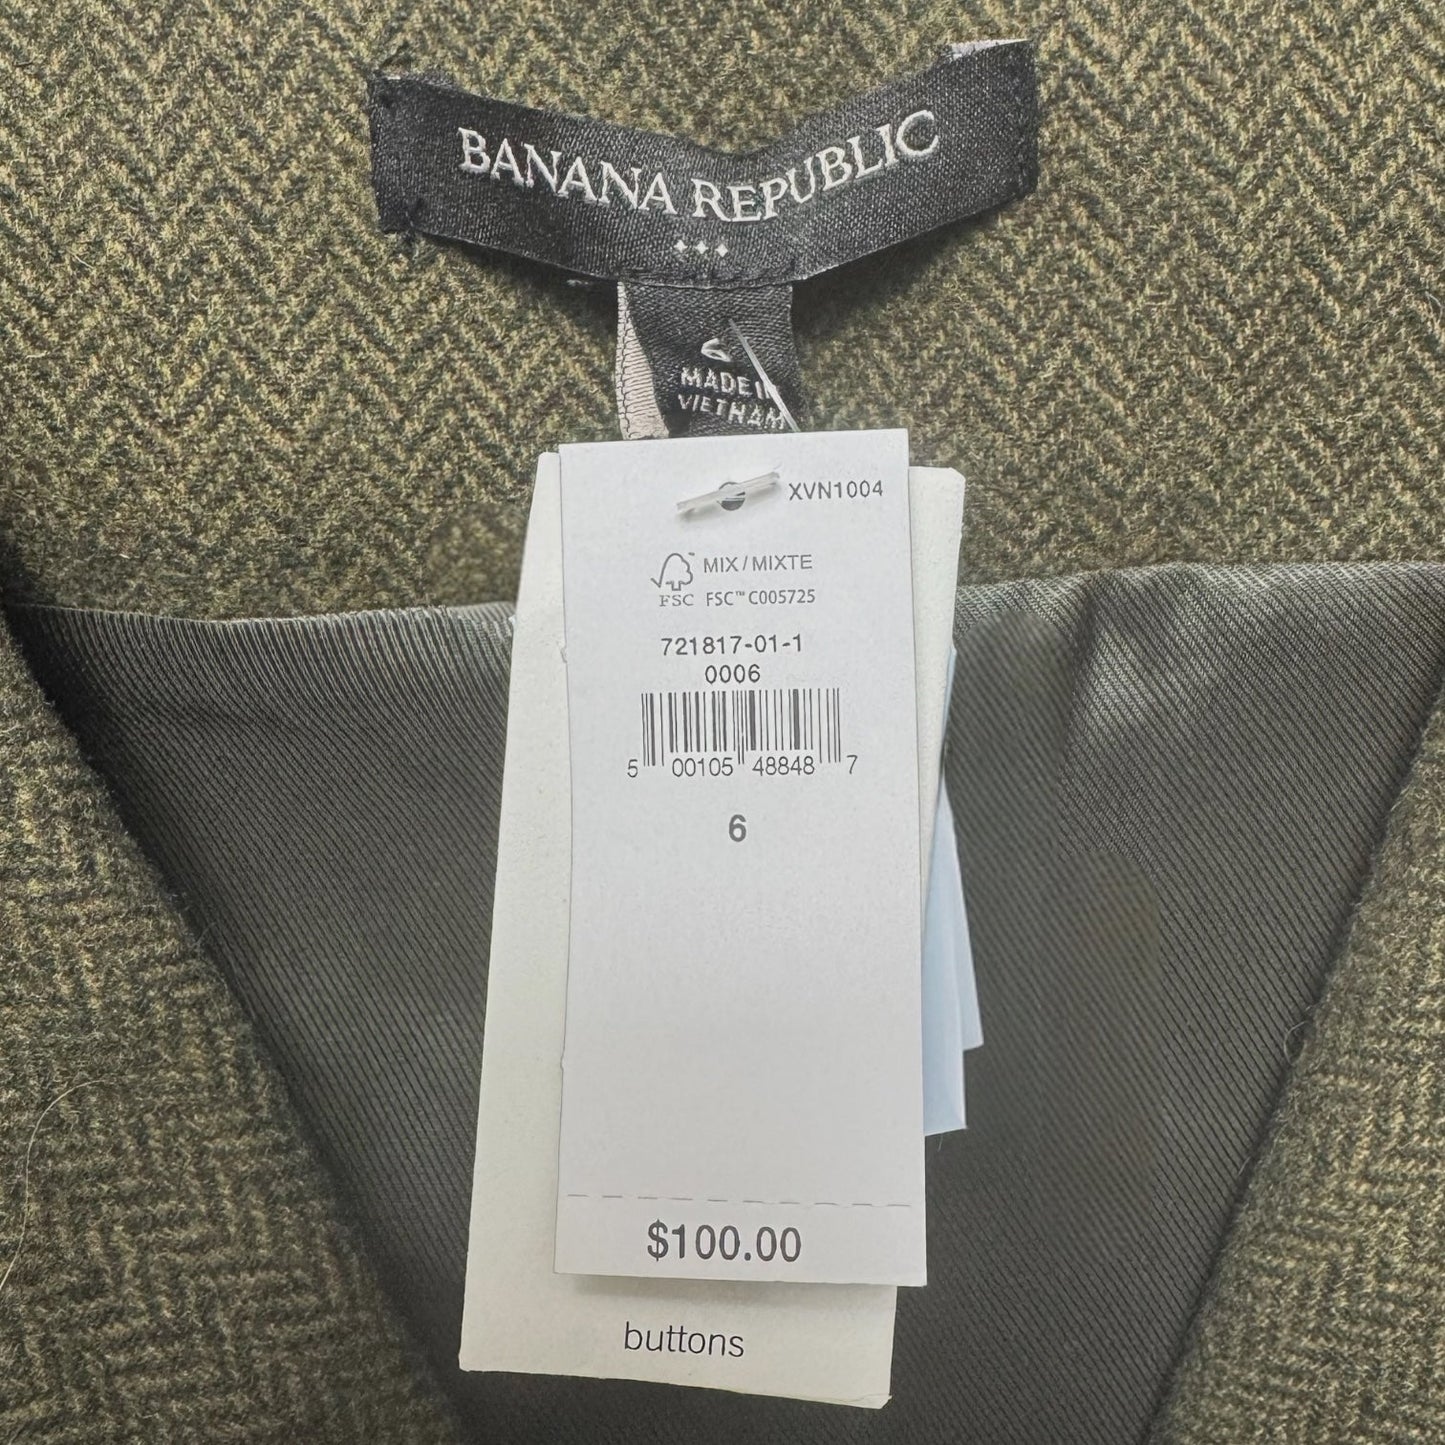 BANANA REPUBLIC
6
MADE IN
VIETNAM
XVN1004
MIX / MIXTE
FSC FSC™ C005725
721817-01-1
0006
5 00105 48848 7
6
$100.00
buttons